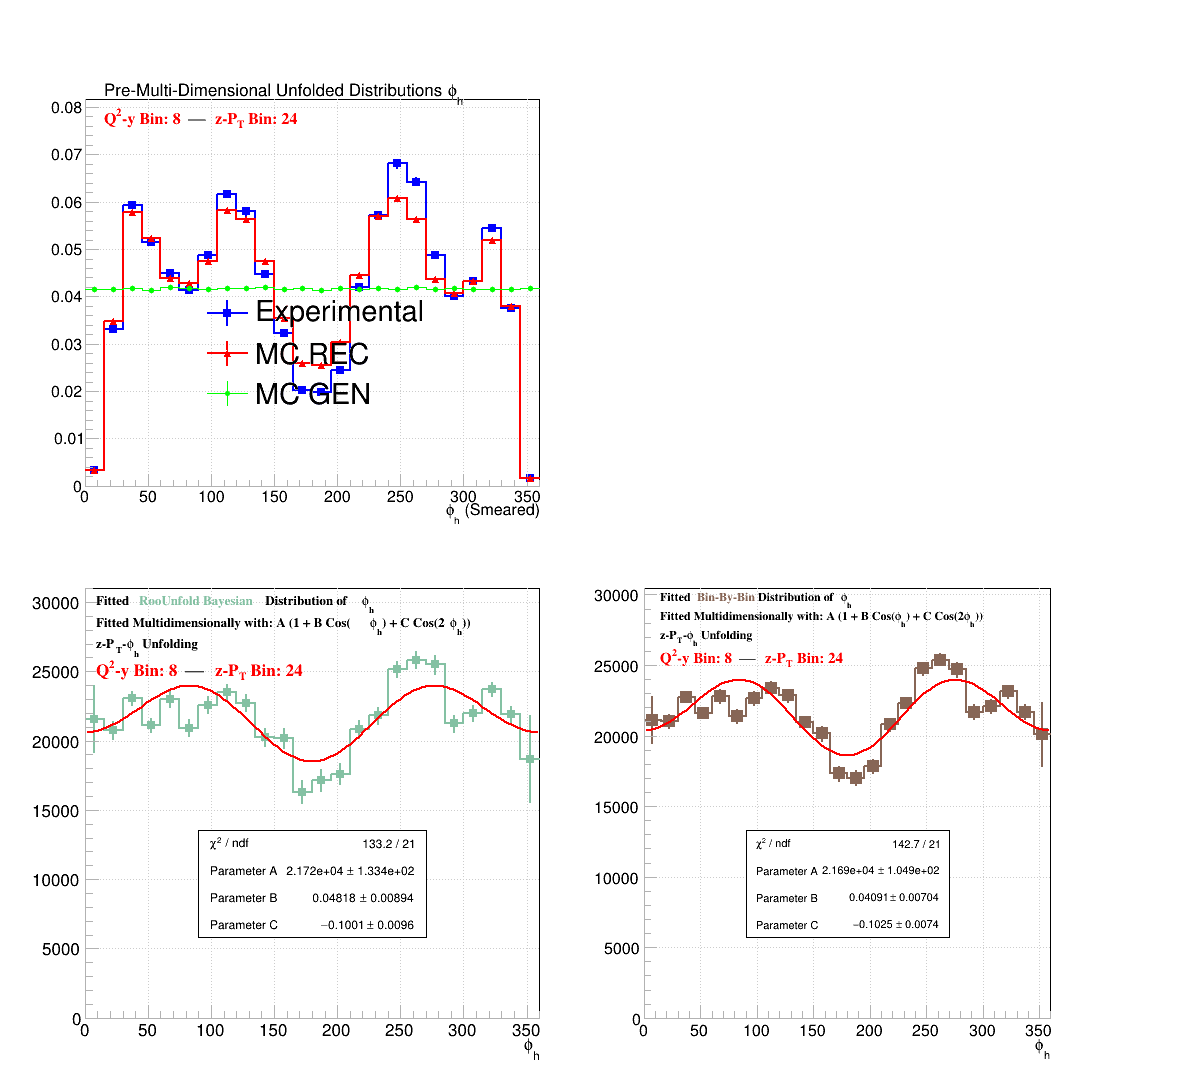 Pre-Multi-Dimensional Unfolded Distributions ϕh
Q2-y Bin: 8 — z-PT Bin: 24
0.08
0.07
0.06
0.05
0.04
0.03
0.02
0.01
0
Experimental
MC REC
MC GEN
0 50 100 150 200 250 300 350
ϕh (Smeared)
Fitted RooUnfold Bayesian Distribution of ϕh
Fitted Multidimensionally with: A (1 + B Cos( ϕh) + C Cos(2 ϕh))
z-PT-ϕh Unfolding
Q2-y Bin: 8 — z-PT Bin: 24
30000
25000
20000
15000
10000
5000
0
χ2 / ndf 133.2 / 21
Parameter A 2.172e+04 ± 1.334e+02
Parameter B 0.04818 ± 0.00894
Parameter C −0.1001 ± 0.0096
0 50 100 150 200 250 300 350
ϕh
Fitted Bin-By-Bin Distribution of ϕh
Fitted Multidimensionally with: A (1 + B Cos(ϕh) + C Cos(2ϕh))
z-PT-ϕh Unfolding
Q2-y Bin: 8 — z-PT Bin: 24
30000
25000
20000
15000
10000
5000
0
χ2 / ndf 142.7 / 21
Parameter A 2.169e+04 ± 1.049e+02
Parameter B 0.04091 ± 0.00704
Parameter C −0.1025 ± 0.0074
0 50 100 150 200 250 300 350
ϕh